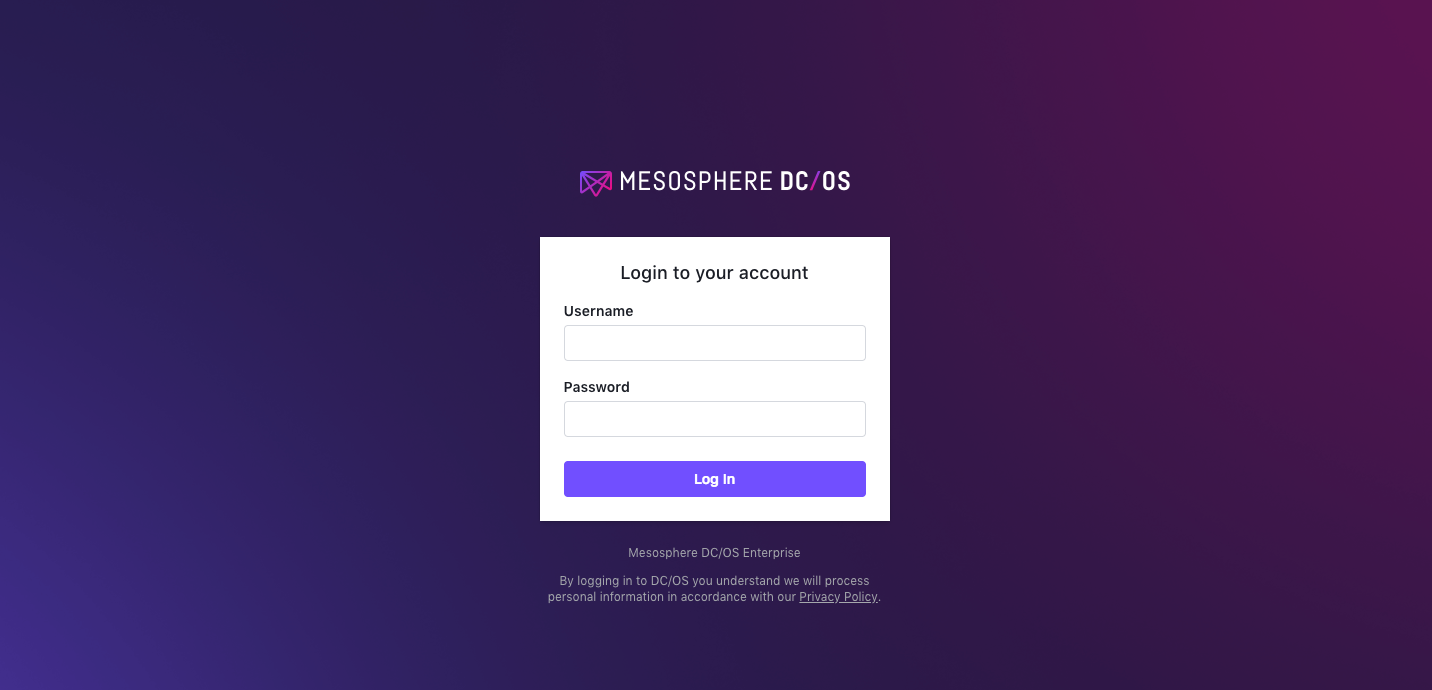 MESOSPHERE DC/OS
Login to your account
Username
Password
Log In
Mesosphere DC/OS Enterprise
By logging in to DC/OS you understand we will process
personal information in accordance with our Privacy Policy.